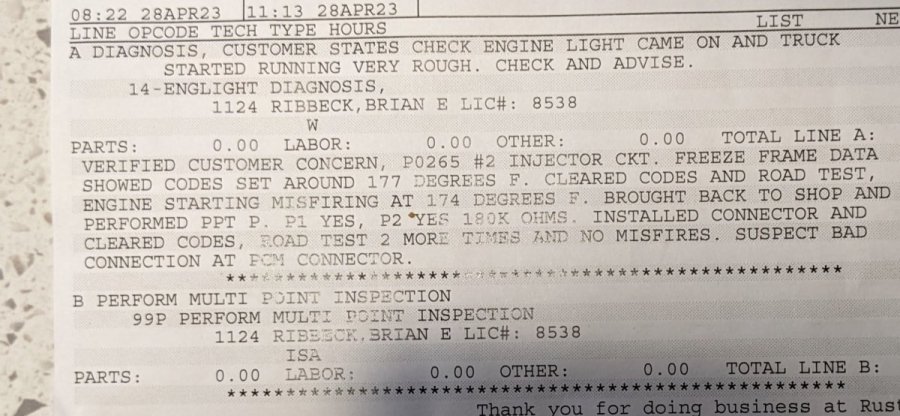 08:22 28APR23 11:13 28APR23
LINE OPCODE TECH TYPE HOURS LIST NE
A DIAGNOSIS, CUSTOMER STATES CHECK ENGINE LIGHT CAME ON AND TRUCK
STARTED RUNNING VERY ROUGH. CHECK AND ADVISE.
14-ENGLIGHT DIAGNOSIS,
1124 RIBBECK,BRIAN E LIC#: 8538
W
PARTS: 0.00 LABOR: 0.00 OTHER: 0.00 TOTAL LINE A:
VERIFIED CUSTOMER CONCERN, P0265 #2 INJECTOR CKT. FREEZE FRAME DATA
SHOWED CODES SET AROUND 177 DEGREES F. CLEARED CODES AND ROAD TEST,
ENGINE STARTING MISFIRING AT 174 DEGREES F. BROUGHT BACK TO SHOP AND
PERFORMED PPT P. P1 YES, P2 YES 180K OHMS. INSTALLED CONNECTOR AND
CLEARED CODES, ROAD TEST 2 MORE TIMES AND NO MISFIRES. SUSPECT BAD
CONNECTION AT PCM CONNECTOR.
****************************************************
B PERFORM MULTI POINT INSPECTION
99P PERFORM MULTI POINT INSPECTION
1124 RIBBECK,BRIAN E LIC#: 8538
ISA
PARTS: 0.00 LABOR: 0.00 OTHER: 0.00 TOTAL LINE B:
****************************************************
Thank you for doing business at Rust